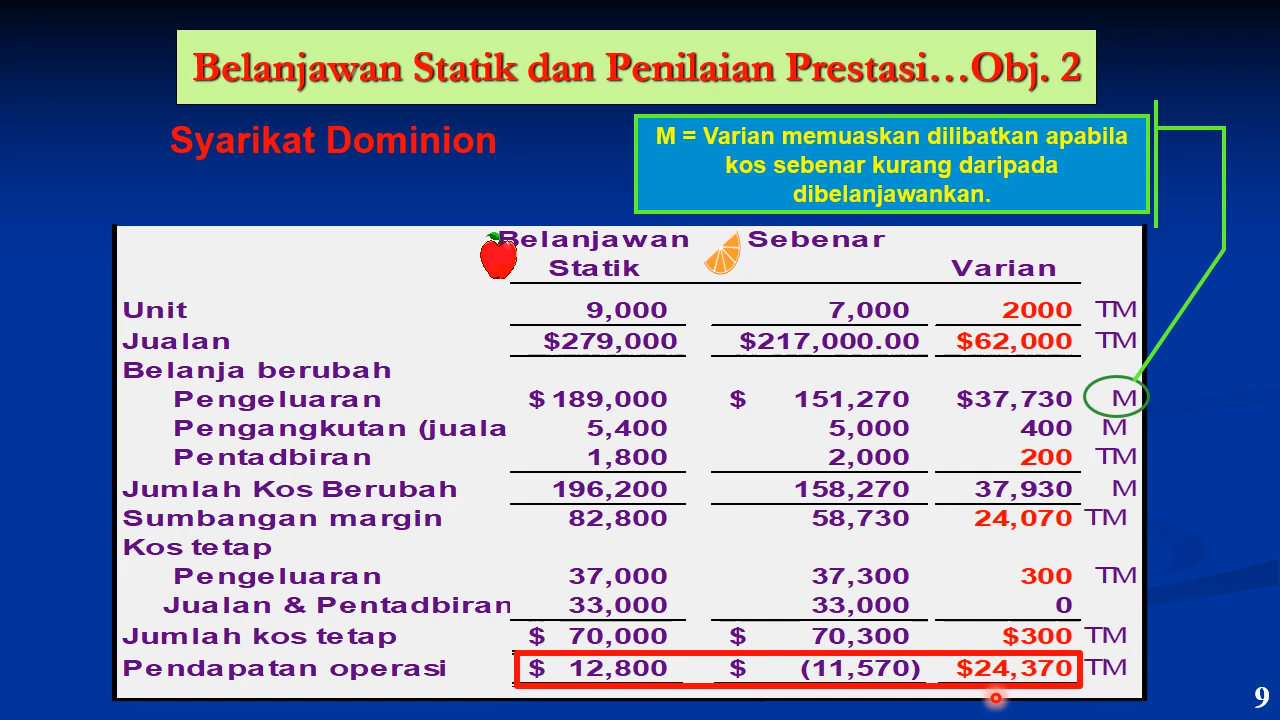 Belanjawan Statik dan Penilaian Prestasi…Obj. 2
Syarikat Dominion
M = Varian memuaskan dilibatkan apabila
kos sebenar kurang daripada
dibelanjawankan.
Belanjawan Sebenar
Statik Varian
Unit 9,000 7,000 2000 TM
Jualan $279,000 $217,000.00 $62,000 TM
Belanja berubah
Pengeluaran $ 189,000 $ 151,270 $37,730 M
Pengangkutan (juala 5,400 5,000 400 M
Pentadbiran 1,800 2,000 200 TM
Jumlah Kos Berubah 196,200 158,270 37,930 M
Sumbangan margin 82,800 58,730 24,070 TM
Kos tetap
Pengeluaran 37,000 37,300 300 TM
Jualan & Pentadbiran 33,000 33,000 0
Jumlah kos tetap $ 70,000 $ 70,300 $300 TM
Pendapatan operasi $ 12,800 $ (11,570) $24,370 TM
9